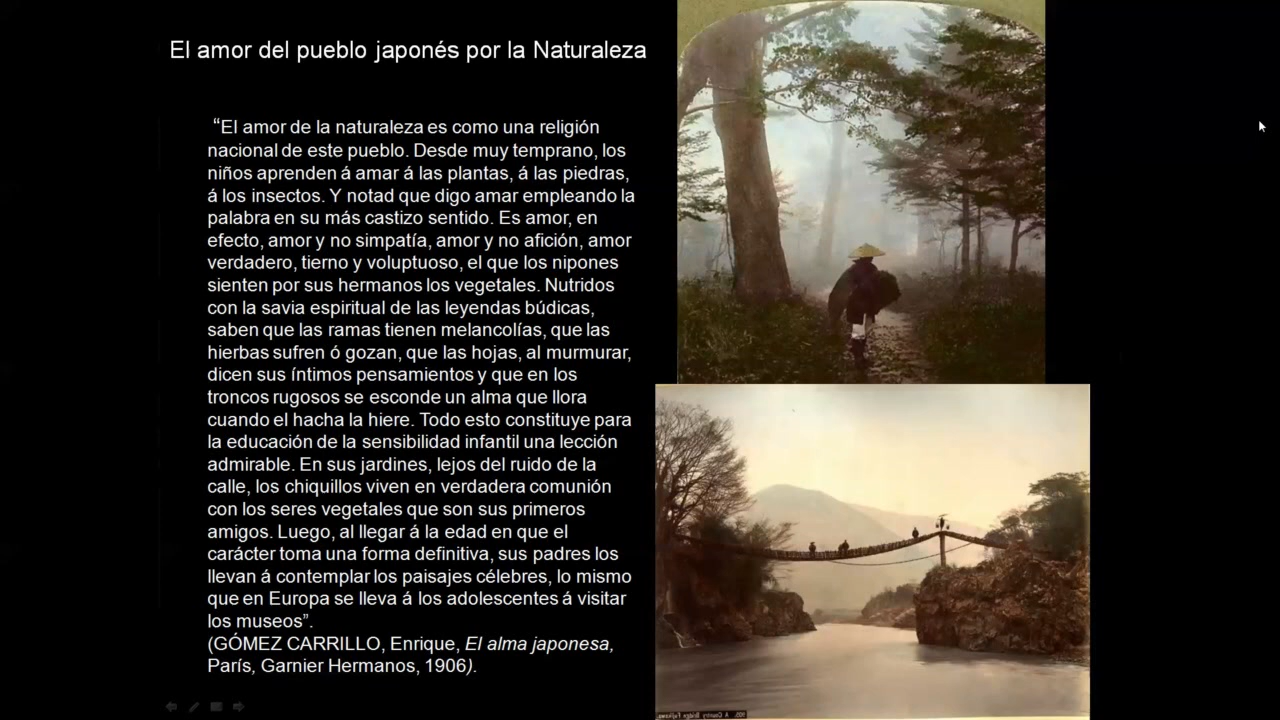 El amor del pueblo japonés por la Naturaleza
“El amor de la naturaleza es como una religión
nacional de este pueblo. Desde muy temprano, los
niños aprenden á amar á las plantas, á las piedras,
á los insectos. Y notad que digo amar empleando la
palabra en su más castizo sentido. Es amor, en
efecto, amor y no simpatía, amor y no afición, amor
verdadero, tierno y voluptuoso, el que los nipones
sienten por sus hermanos los vegetales. Nutridos
con la savia espiritual de las leyendas búdicas,
saben que las ramas tienen melancolías, que las
hierbas sufren ó gozan, que las hojas, al murmurar,
dicen sus íntimos pensamientos y que en los
troncos rugosos se esconde un alma que llora
cuando el hacha la hiere. Todo esto constituye para
la educación de la sensibilidad infantil una lección
admirable. En sus jardines, lejos del ruido de la
calle, los chiquillos viven en verdadera comunión
con los seres vegetales que son sus primeros
amigos. Luego, al llegar á la edad en que el
carácter toma una forma definitiva, sus padres los
llevan á contemplar los paisajes célebres, lo mismo
que en Europa se lleva á los adolescentes á visitar
los museos”.
(GÓMEZ CARRILLO, Enrique, El alma japonesa,
París, Garnier Hermanos, 1906).
A Country Bridge Fujikawa